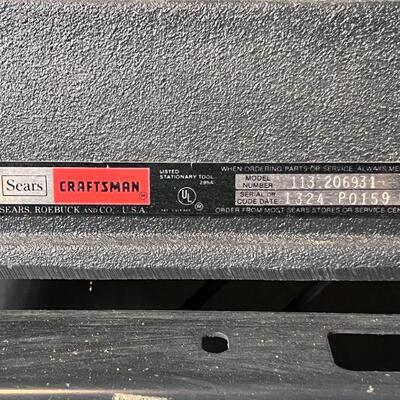 Sears CRAFTSMAN ®
SEARS, ROEBUCK AND CO. U.S.A.
LISTED
STATIONARY TOOL
UL ®
WHEN ORDERING PARTS OR SERVICE, ALWAYS ME
MODEL NUMBER 113 206931
SERIAL OR CODE DATE 1324 P0159
ORDER FROM MOST SEARS STORES OR SERVICE CEN